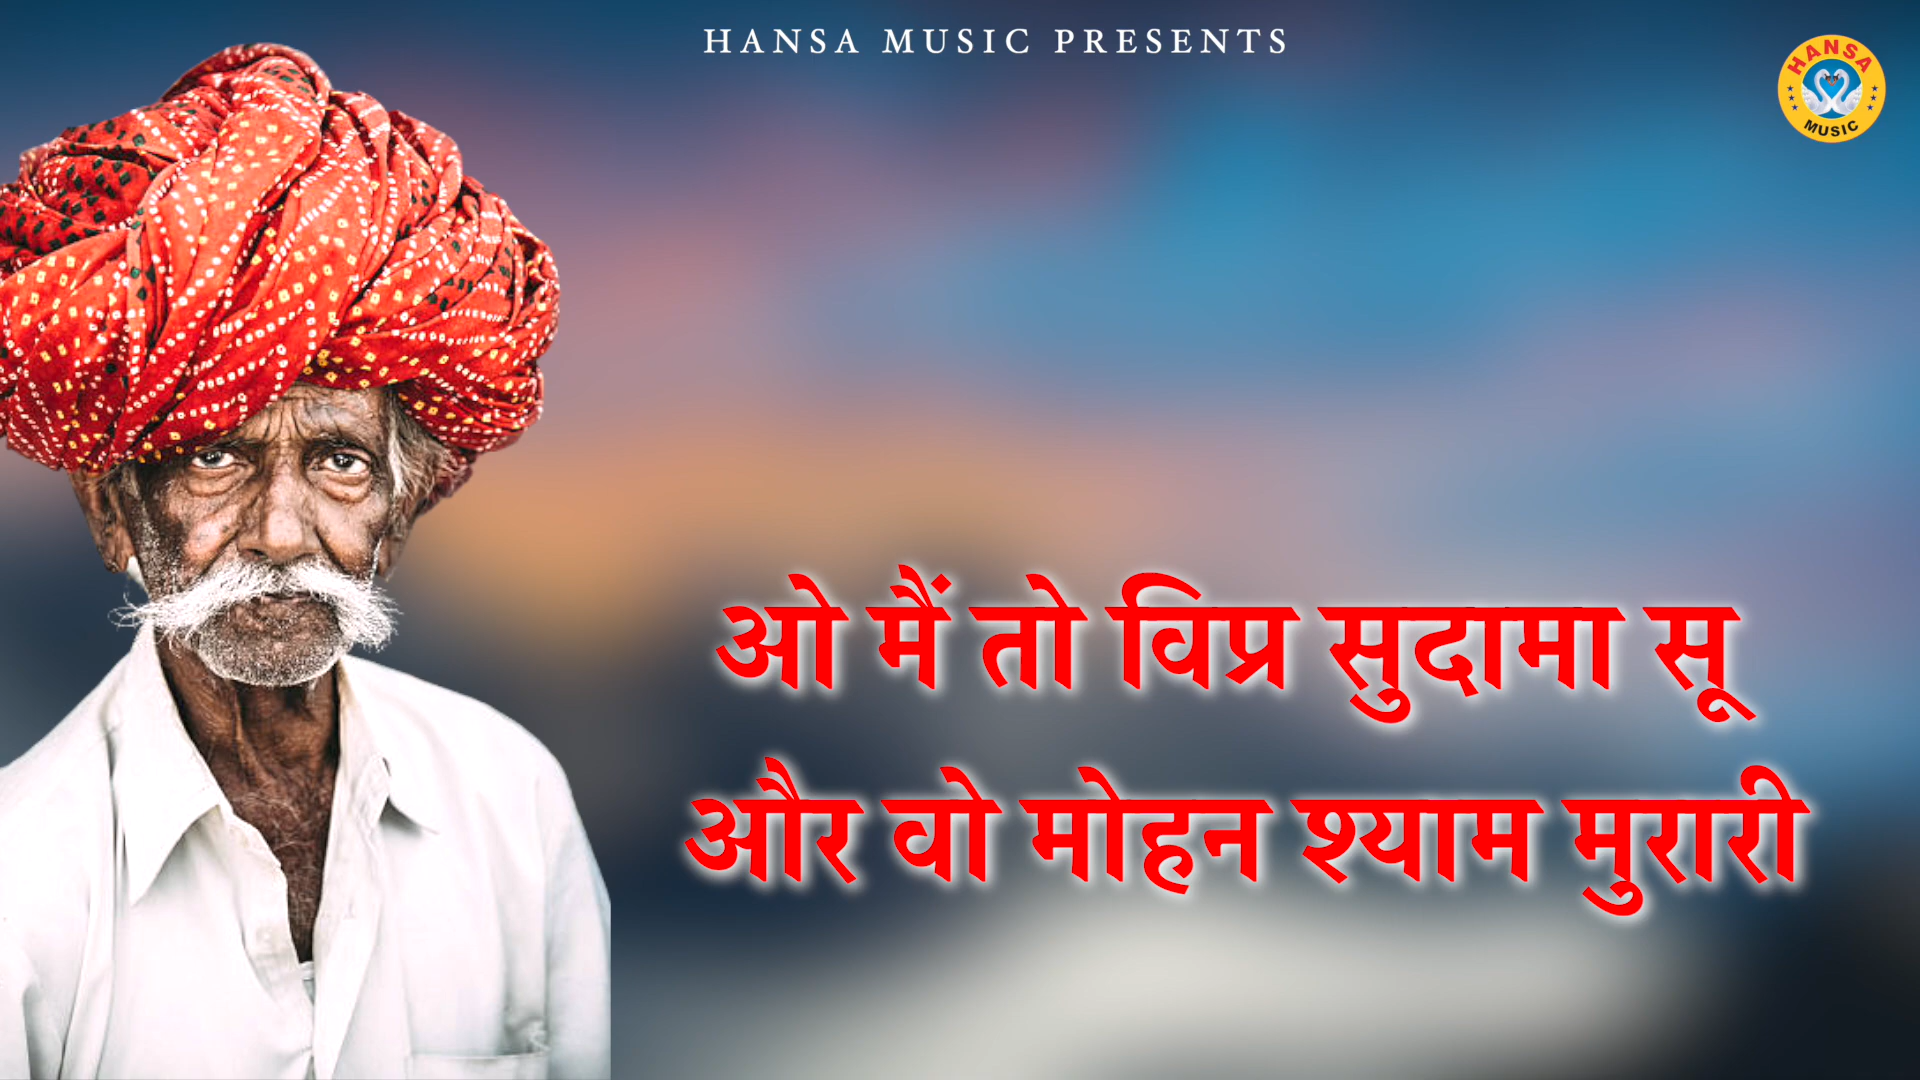 HANSA MUSIC PRESENTS
HANSA
MUSIC
ओ मैं तो विप्र सुदामा सू
और वो मोहन श्याम मुरारी